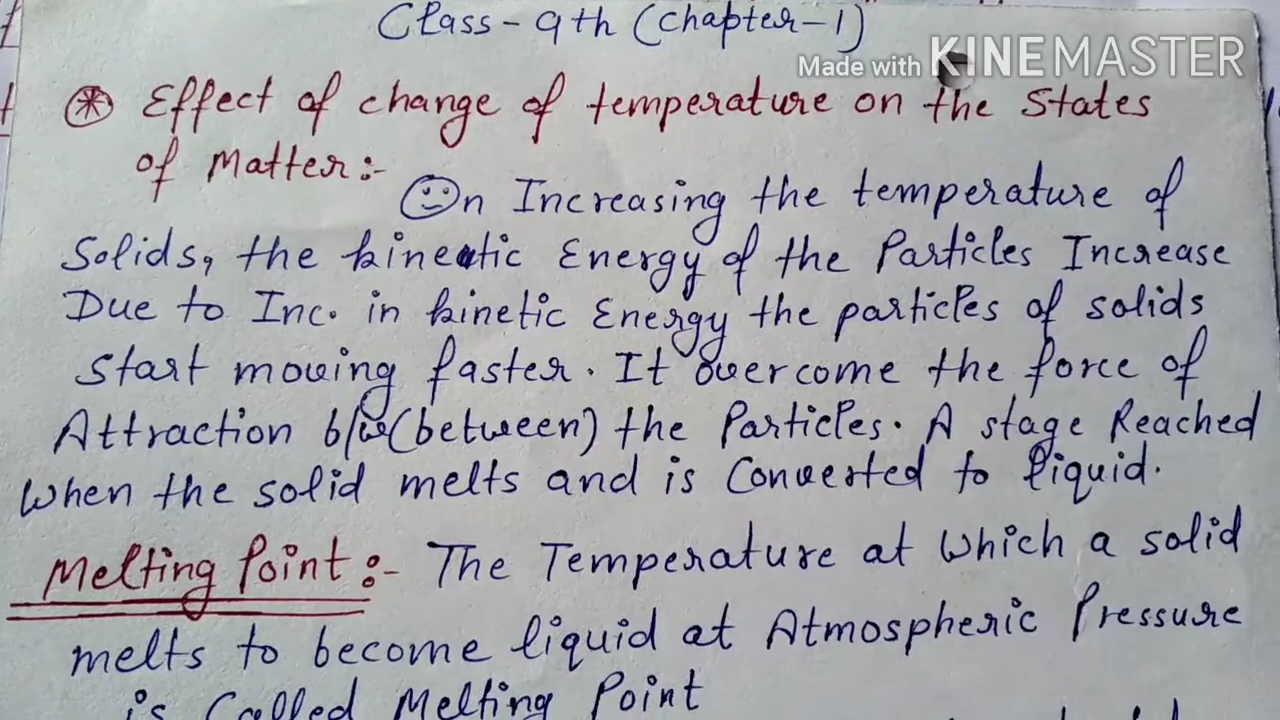 Class - 9th (Chapter-1)
Made with KINEMASTER
Effect of change of temperature on the States
of Matter:-
On Increasing the temperature of
Solids, the kinetic Energy of the Particles Increase
Due to Inc. in kinetic Energy the particles of solids
start moving faster. It overcome the force of
Attraction b/w (between) the Particles. A stage Reached
When the solid melts and is Converted to liquid.
Melting Point:- The Temperature at which a solid
melts to become liquid at Atmospheric Pressure
is Called Melting Point